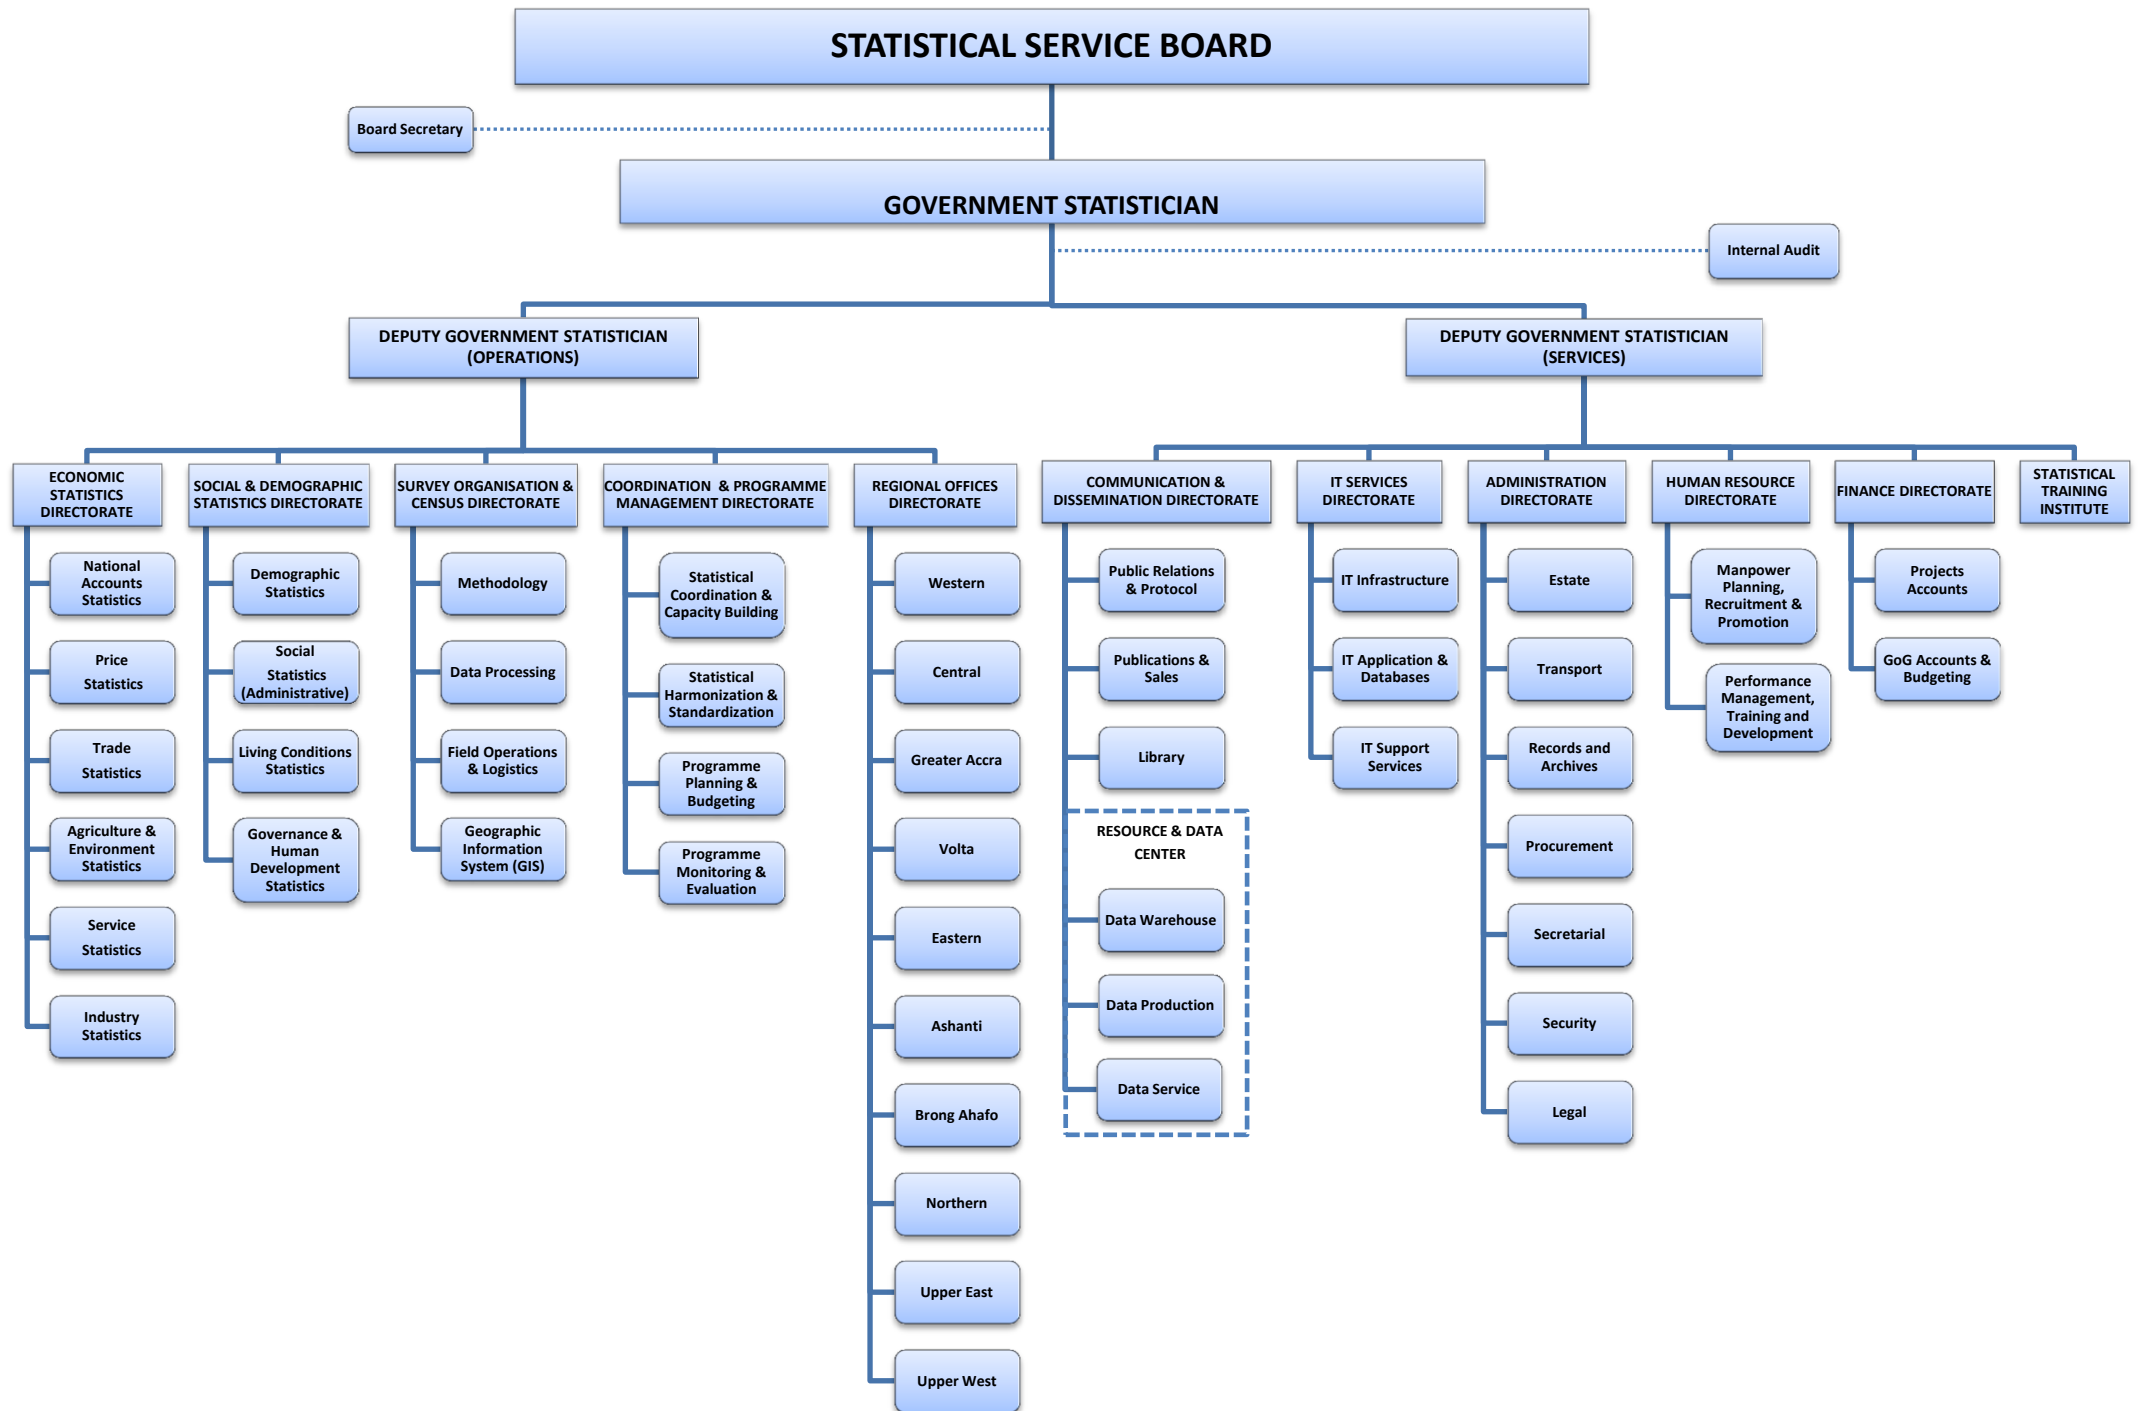 STATISTICAL SERVICE BOARD
Board Secretary
GOVERNMENT STATISTICIAN
Internal Audit
DEPUTY GOVERNMENT STATISTICIAN
(OPERATIONS)
DEPUTY GOVERNMENT STATISTICIAN
(SERVICES)
ECONOMIC
STATISTICS
DIRECTORATE
National
Accounts
Statistics
Price
Statistics
Trade
Statistics
Agriculture &
Environment
Statistics
Service
Statistics
Industry
Statistics
SOCIAL & DEMOGRAPHIC
STATISTICS DIRECTORATE
Demographic
Statistics
Social
Statistics
(Administrative)
Living Conditions
Statistics
Governance &
Human
Development
Statistics
SURVEY ORGANISATION &
CENSUS DIRECTORATE
Methodology
Data Processing
Field Operations
& Logistics
Geographic
Information
System (GIS)
COORDINATION & PROGRAMME
MANAGEMENT DIRECTORATE
Statistical
Coordination &
Capacity Building
Statistical
Harmonization &
Standardization
Programme
Planning &
Budgeting
Programme
Monitoring &
Evaluation
REGIONAL OFFICES
DIRECTORATE
Western
Central
Greater Accra
Volta
Eastern
Ashanti
Brong Ahafo
Northern
Upper East
Upper West
COMMUNICATION &
DISSEMINATION DIRECTORATE
Public Relations
& Protocol
Publications &
Sales
Library
RESOURCE & DATA
CENTER
Data Warehouse
Data Production
Data Service
IT SERVICES
DIRECTORATE
IT Infrastructure
IT Application &
Databases
IT Support
Services
ADMINISTRATION
DIRECTORATE
Estate
Transport
Records and
Archives
Procurement
Secretarial
Security
Legal
HUMAN RESOURCE
DIRECTORATE
Manpower
Planning,
Recruitment &
Promotion
Performance
Management,
Training and
Development
FINANCE DIRECTORATE
Projects
Accounts
GoG Accounts &
Budgeting
STATISTICAL
TRAINING
INSTITUTE